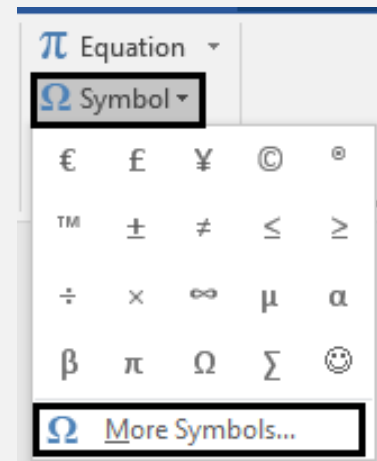 π Equation
Ω Symbol
€ £ ¥ © ®
™ ± ≠ ≤ ≥
÷ × ∞ µ α
β π Ω ∑ ☺
Ω More Symbols...